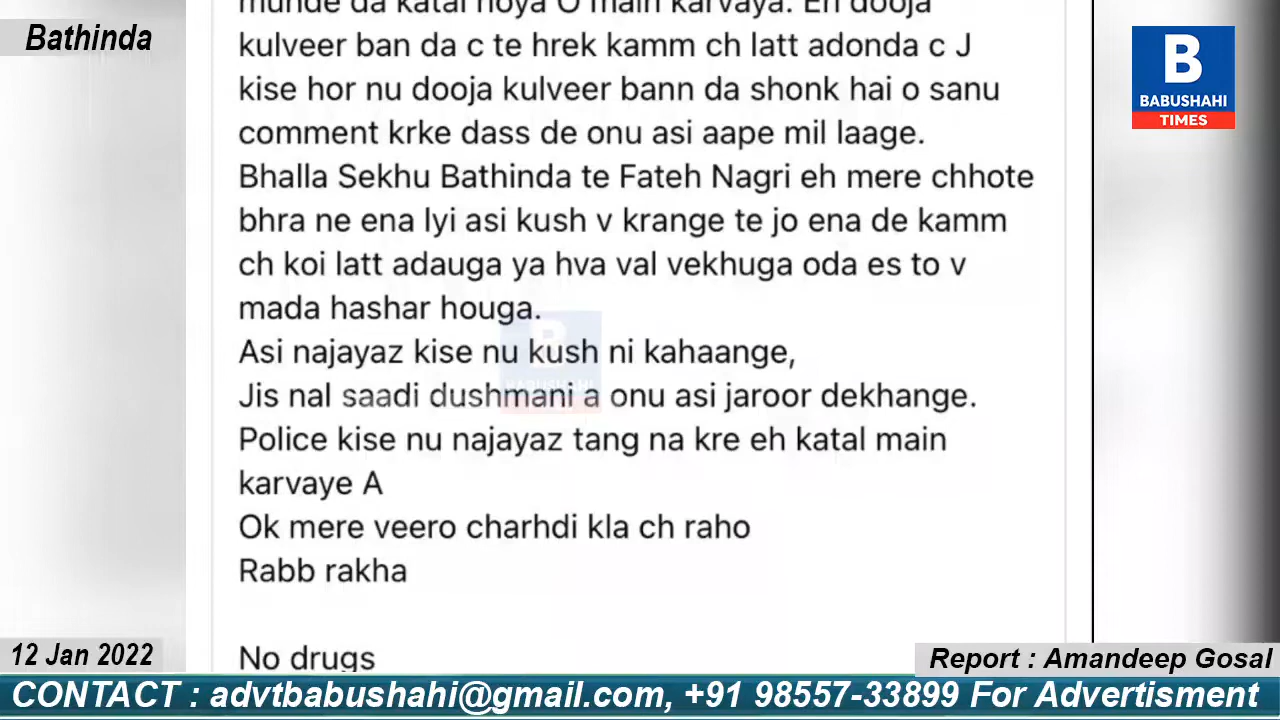 munde da katal hoya O main karvaya. Eh dooja
Bathinda
kulveer ban da c te hrek kamm ch latt adonda c J
kise hor nu dooja kulveer bann da shonk hai o sanu
comment krke dass de onu asi aape mil laage.
Bhalla Sekhu Bathinda te Fateh Nagri eh mere chhote
bhra ne ena lyi asi kush v krange te jo ena de kamm
ch koi latt adauga ya hva val vekhuga oda es to v
mada hashar houga.
Asi najayaz kise nu kush ni kahaange,
Jis nal saadi dushmani a onu asi jaroor dekhange.
Police kise nu najayaz tang na kre eh katal main
karvaye A
Ok mere veero charhdi kla ch raho
Rabb rakha
No drugs
B
BABUSHAHI
TIMES
B
BABUSHAHI
12 Jan 2022
Report : Amandeep Gosal
CONTACT : advtbabushahi@gmail.com, +91 98557-33899 For Advertisment